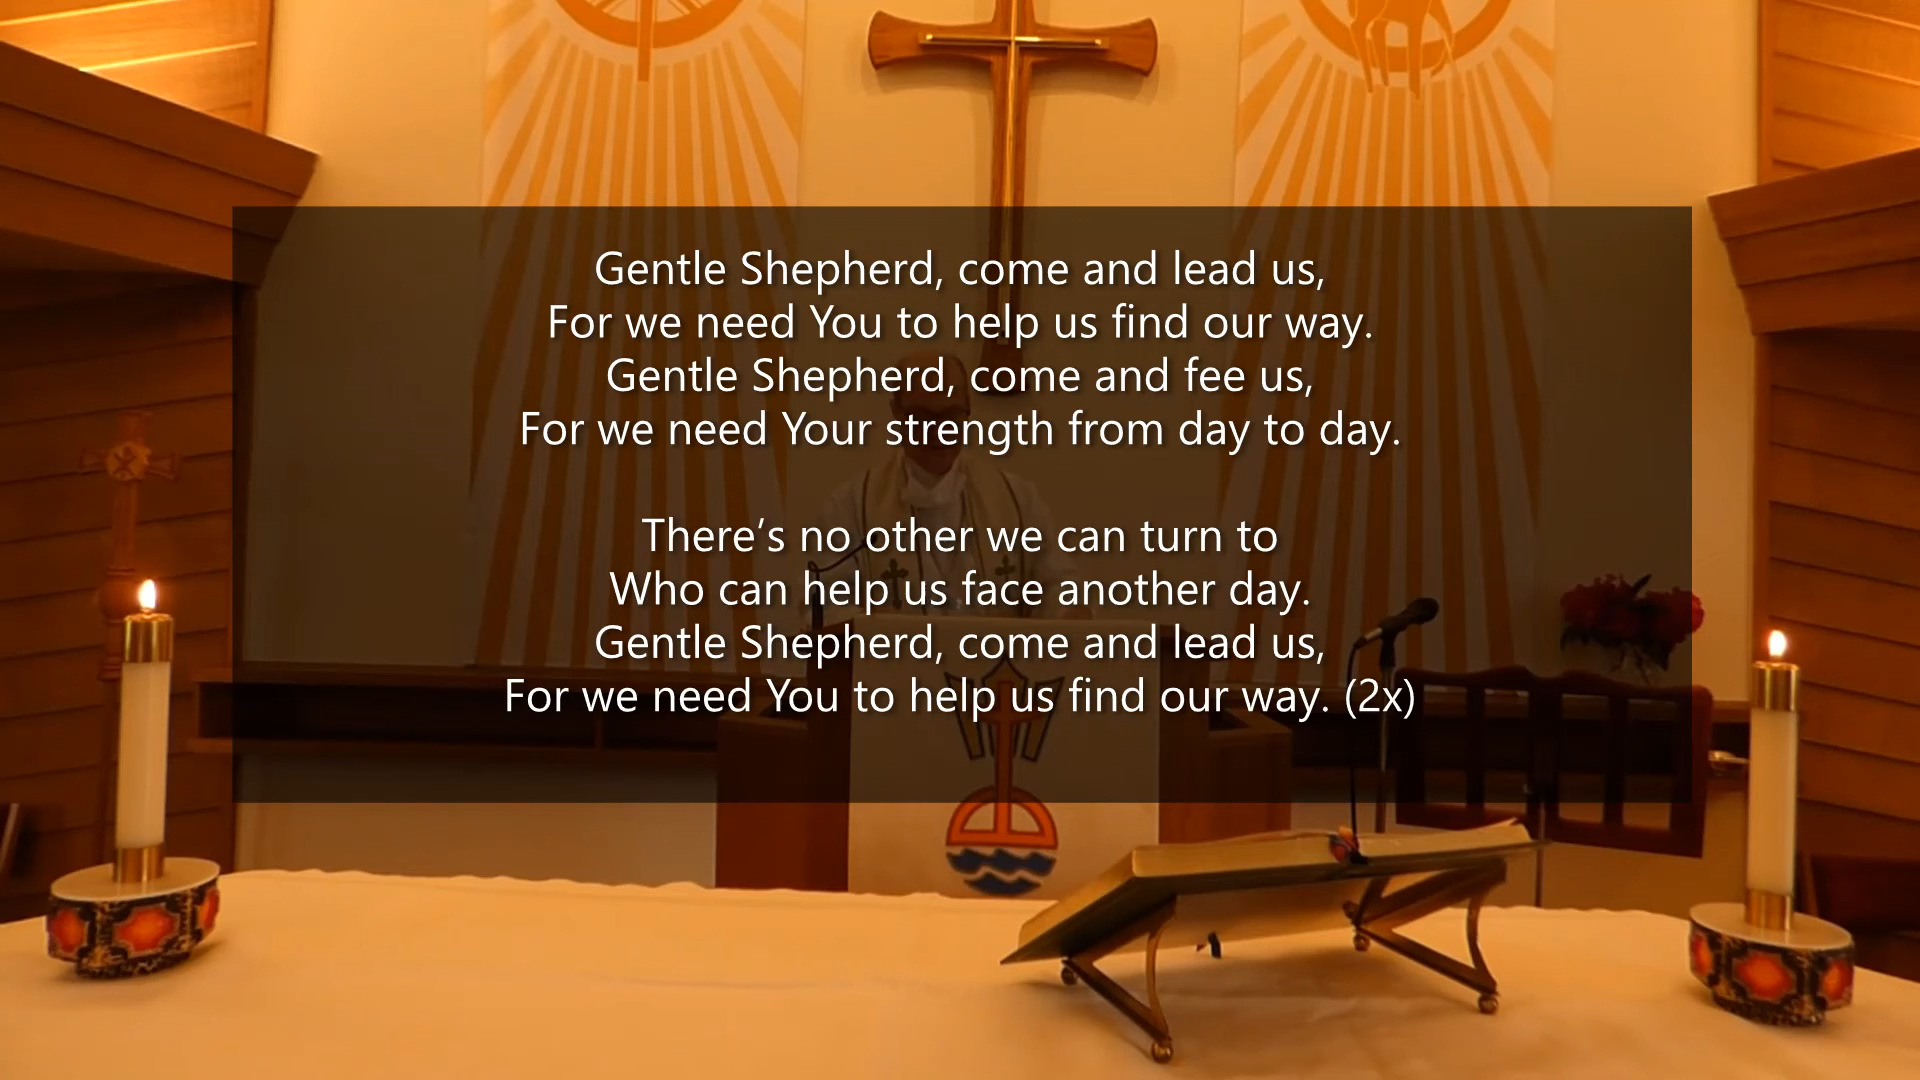 Gentle Shepherd, come and lead us,
For we need You to help us find our way.
Gentle Shepherd, come and fee us,
For we need Your strength from day to day.
There’s no other we can turn to
Who can help us face another day.
Gentle Shepherd, come and lead us,
For we need You to help us find our way. (2x)